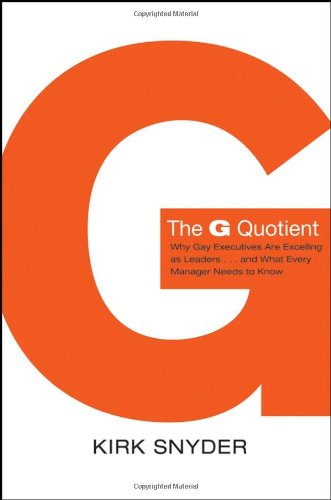 Copyrighted Material
The G Quotient
Why Gay Executives Are Excelling
as Leaders . . . and What Every
Manager Needs to Know
KIRK SNYDER
Copyrighted Material